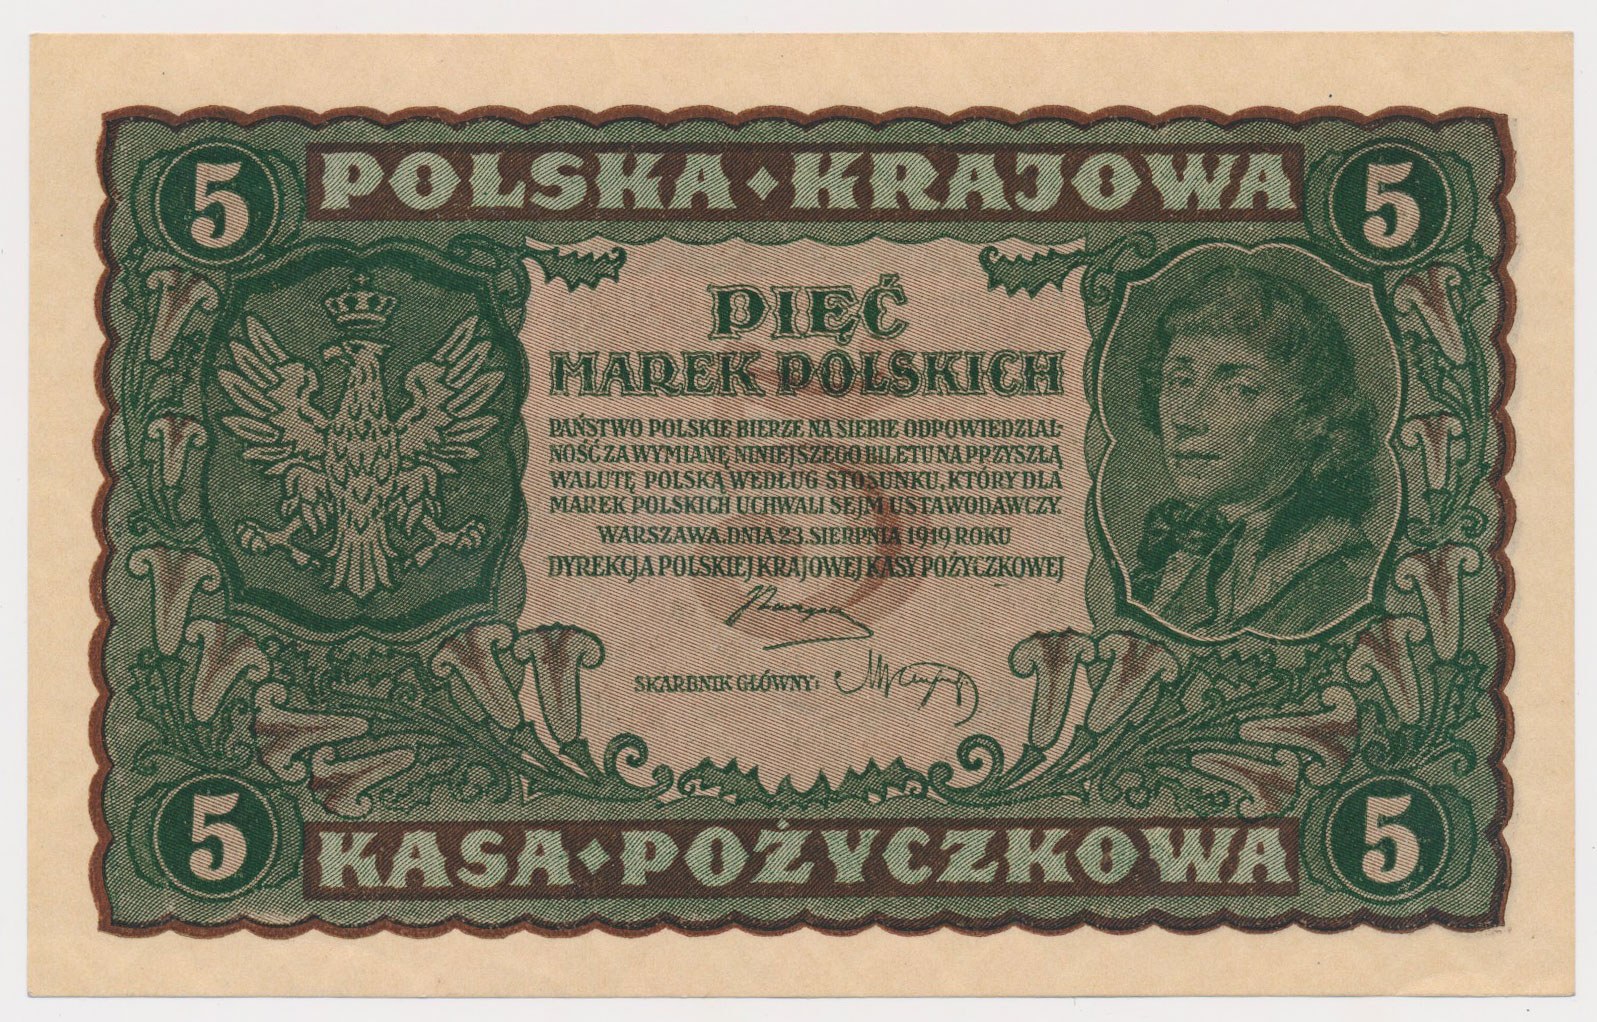 5 POLSKA KRAJOWA 5
PIĘĆ
MAREK POLSKICH
PAŃSTWO POLSKIE BIERZE NA SIEBIE ODPOWIEDZIAL-
NOŚĆ ZA WYMIANĘ NINIEJSZEGO BILETU NA PRZYSZŁĄ
WALUTĘ POLSKĄ WEDŁUG STOSUNKU, KTÓRY DLA
MAREK POLSKICH UCHWALI SEJM USTAWODAWCZY.
WARSZAWA, DNIA 23. SIERPNIA 1919 ROKU
DYREKCJA POLSKIEJ KRAJOWEJ KASY POŻYCZKOWEJ
SKARBNIK GŁÓWNY:
5 KASA POŻYCZKOWA 5